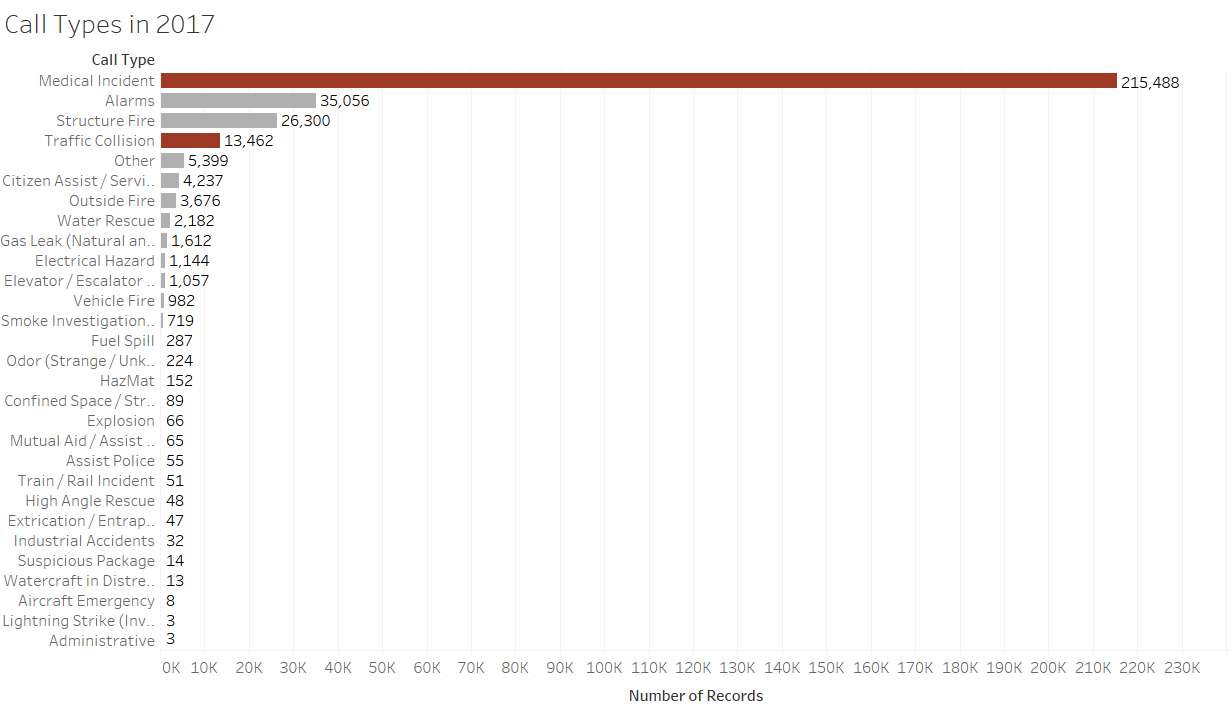 Call Types in 2017
Call Type
Medical Incident 215,488
Alarms 35,056
Structure Fire 26,300
Traffic Collision 13,462
Other 5,399
Citizen Assist / Servi.. 4,237
Outside Fire 3,676
Water Rescue 2,182
Gas Leak (Natural an.. 1,612
Electrical Hazard 1,144
Elevator / Escalator .. 1,057
Vehicle Fire 982
Smoke Investigation.. 719
Fuel Spill 287
Odor (Strange / Unk.. 224
HazMat 152
Confined Space / Str.. 89
Explosion 66
Mutual Aid / Assist .. 65
Assist Police 55
Train / Rail Incident 51
High Angle Rescue 48
Extrication / Entrap.. 47
Industrial Accidents 32
Suspicious Package 14
Watercraft in Distre.. 13
Aircraft Emergency 8
Lightning Strike (Inv.. 3
Administrative 3
0K 10K 20K 30K 40K 50K 60K 70K 80K 90K 100K 110K 120K 130K 140K 150K 160K 170K 180K 190K 200K 210K 220K 230K
Number of Records